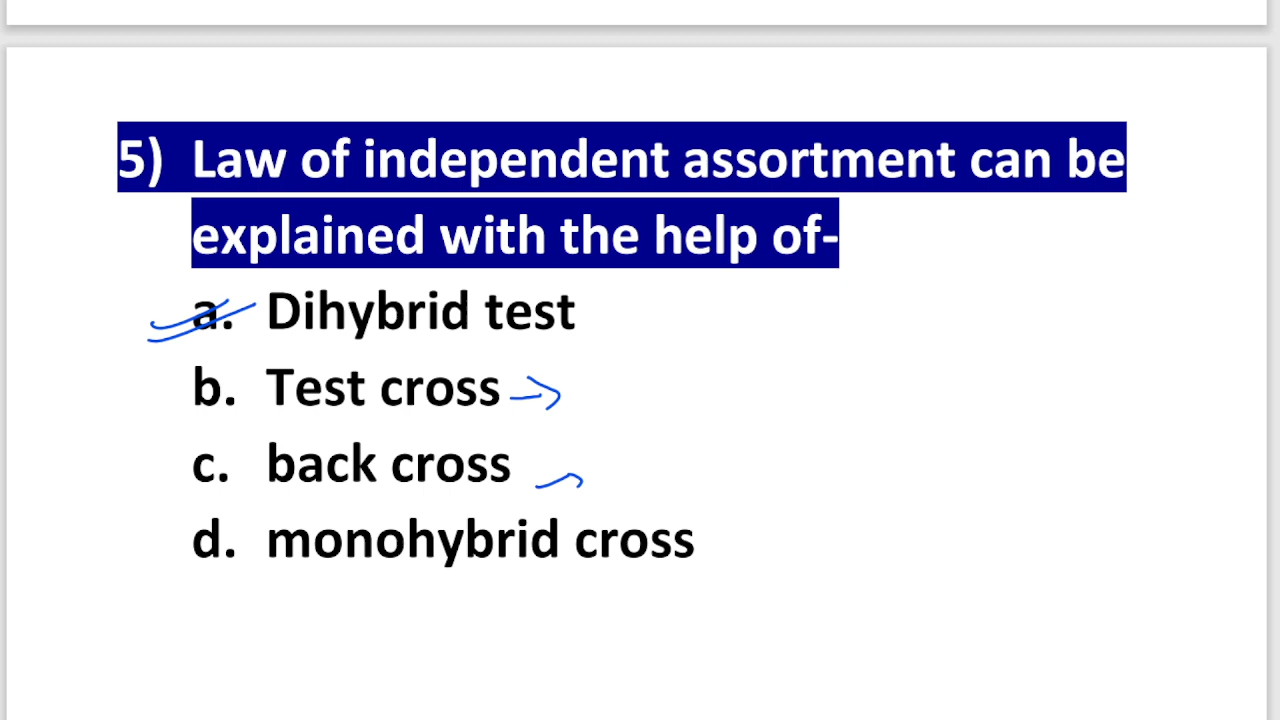 5) Law of independent assortment can be
explained with the help of-
a. Dihybrid test
b. Test cross
c. back cross
d. monohybrid cross